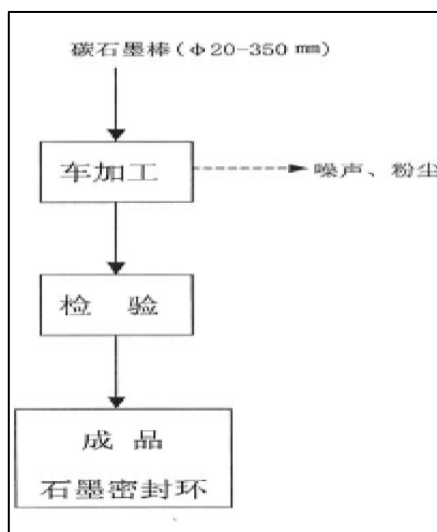 碳石墨棒(Φ20-350 mm)
车加工
噪声、粉尘
检 验
成 品
石墨密封环